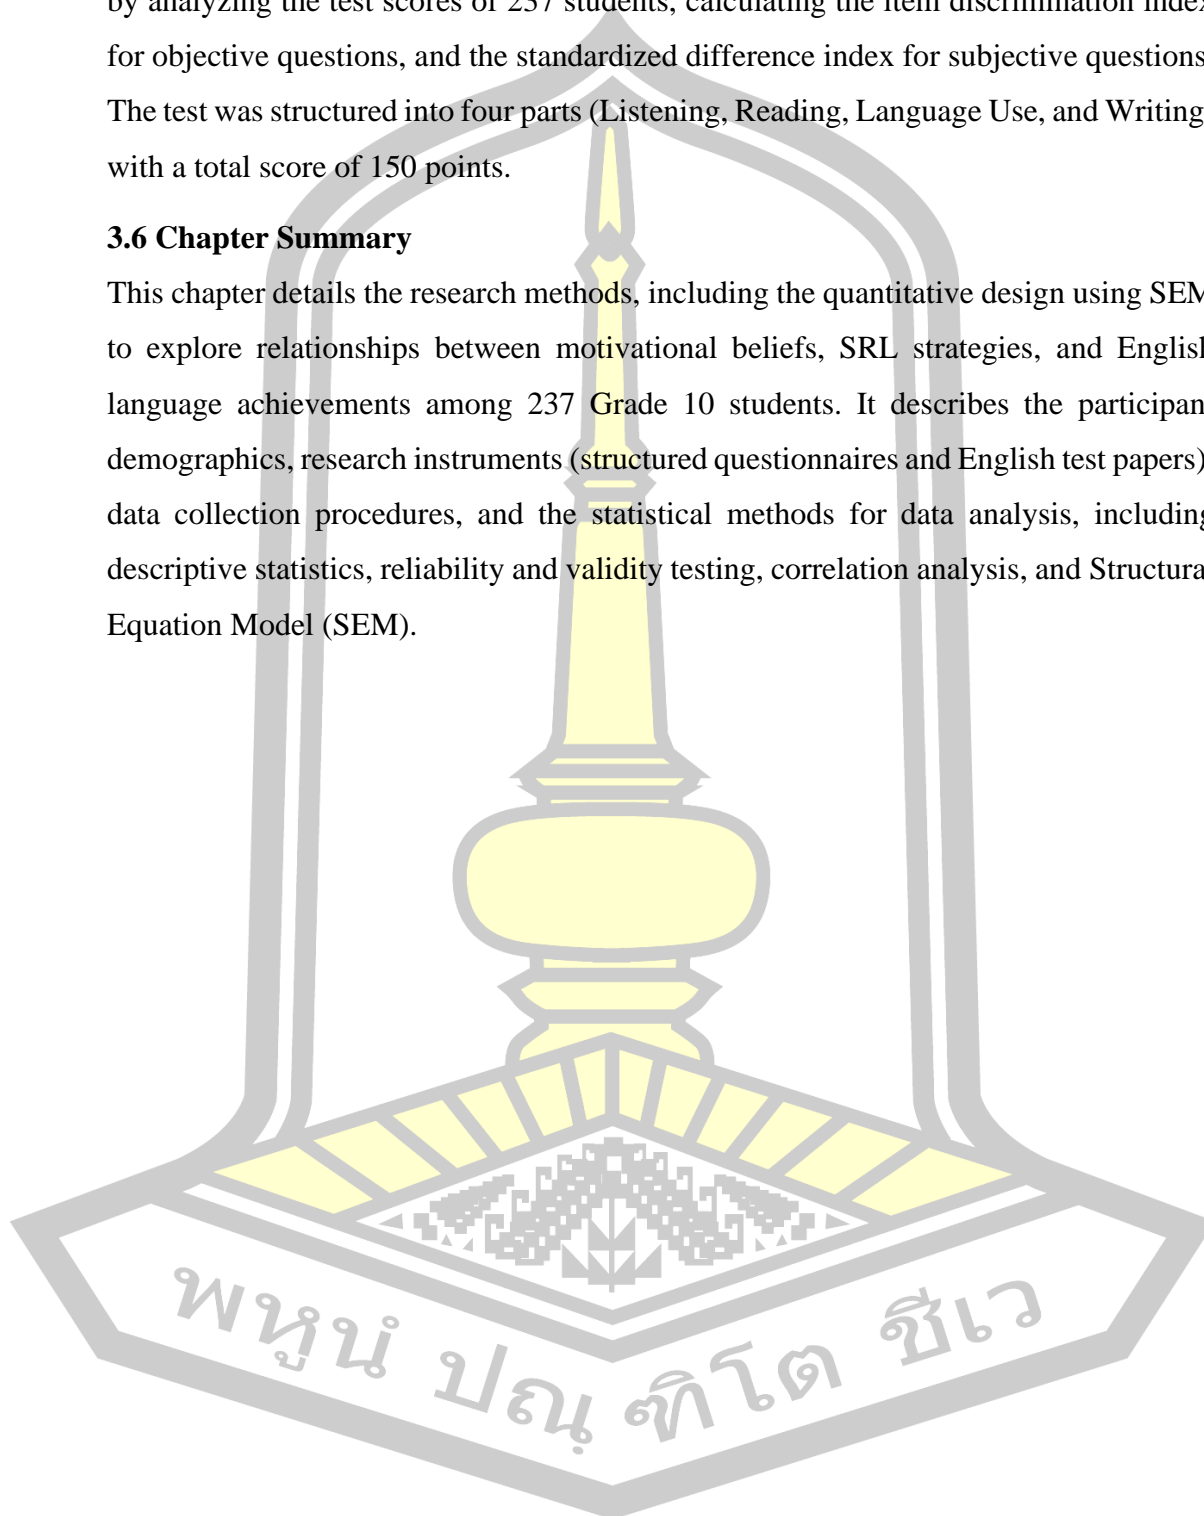 by analyzing the test scores of 237 students, calculating the item discrimination index
for objective questions, and the standardized difference index for subjective questions
The test was structured into four parts (Listening, Reading, Language Use, and Writing
with a total score of 150 points.
3.6 Chapter Summary
This chapter details the research methods, including the quantitative design using SEM
to explore relationships between motivational beliefs, SRL strategies, and English
language achievements among 237 Grade 10 students. It describes the participant
demographics, research instruments (structured questionnaires and English test papers)
data collection procedures, and the statistical methods for data analysis, including
descriptive statistics, reliability and validity testing, correlation analysis, and Structural
Equation Model (SEM).
พหูนํ ปณฺฑิโต ชีเว